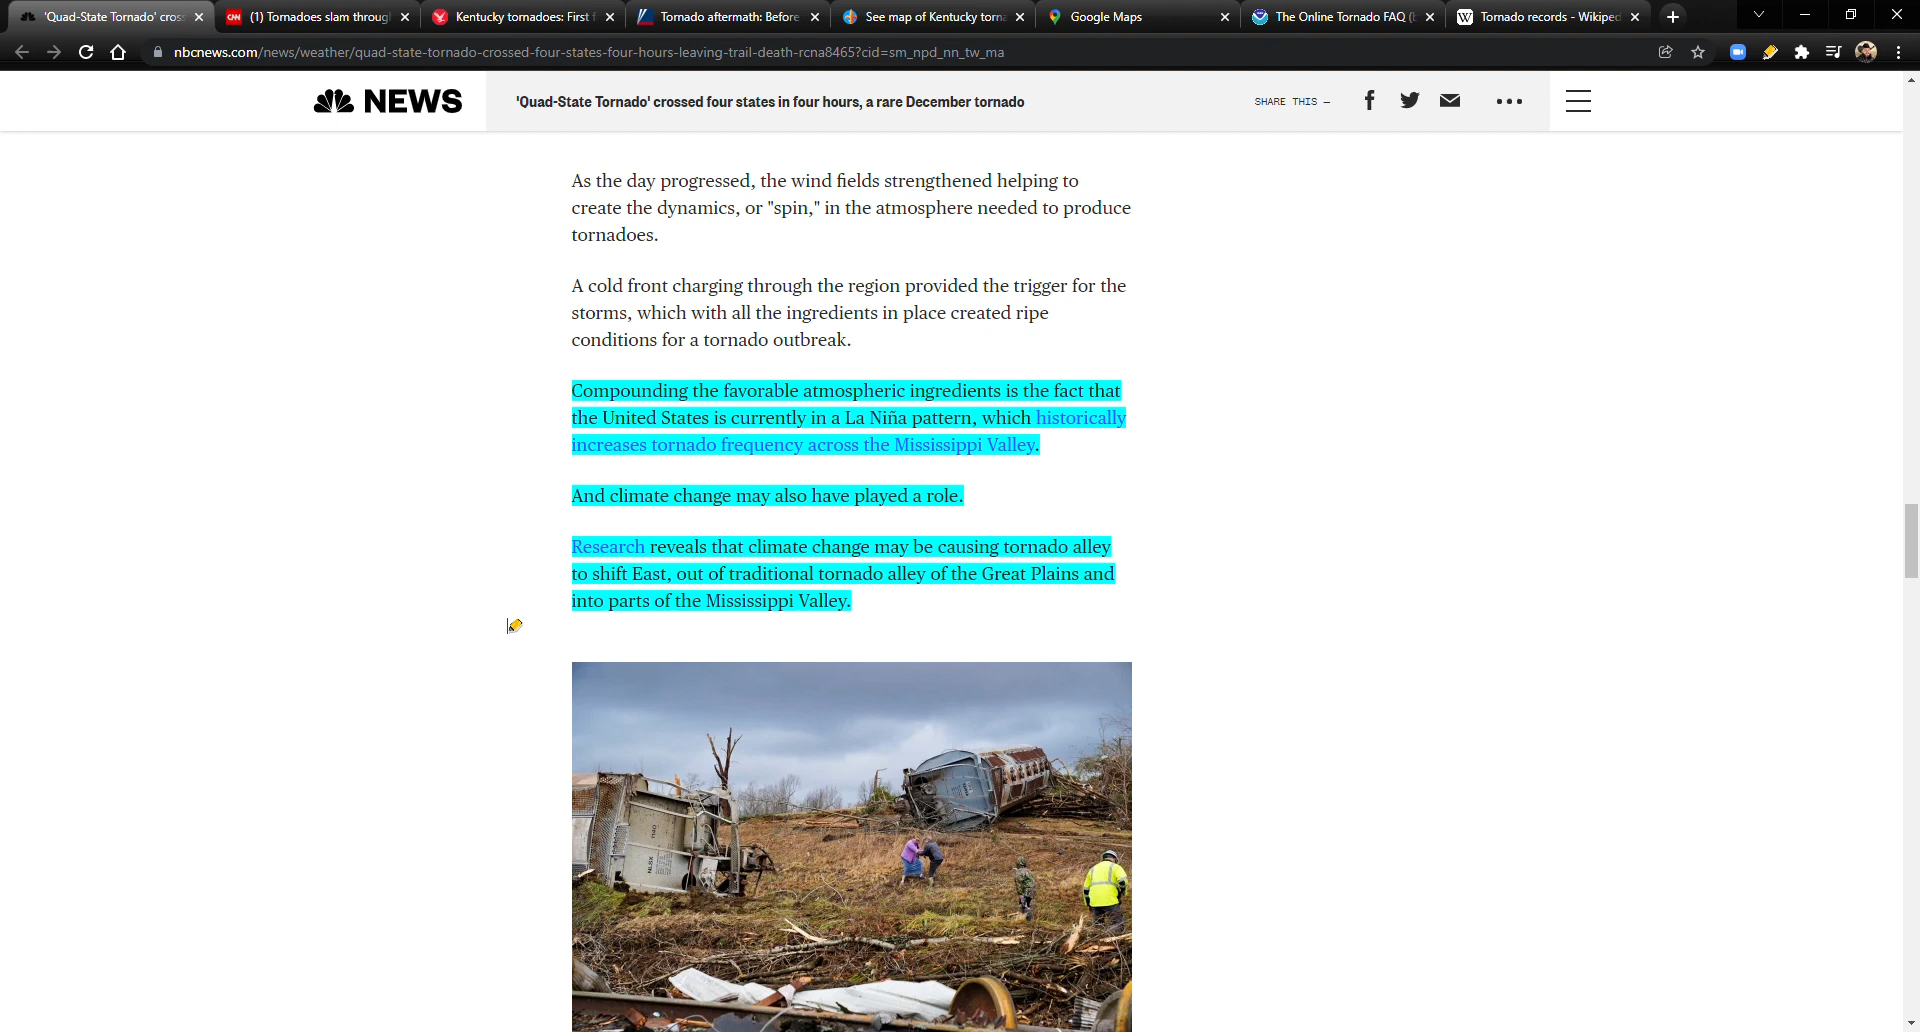 'Quad-State Tornado' cros
CNN
(1) Tornadoes slam throug
Kentucky tornadoes: First f
Tornado aftermath: Before
See map of Kentucky torna
Google Maps
The Online Tornado FAQ (
W
Tornado records - Wikiped
nbcnews.com/news/weather/quad-state-tornado-crossed-four-states-four-hours-leaving-trail-death-rcna8465?cid=sm_npd_nn_tw_ma
NEWS
'Quad-State Tornado' crossed four states in four hours, a rare December tornado
SHARE THIS —
As the day progressed, the wind fields strengthened helping to
create the dynamics, or "spin," in the atmosphere needed to produce
tornadoes.
A cold front charging through the region provided the trigger for the
storms, which with all the ingredients in place created ripe
conditions for a tornado outbreak.
Compounding the favorable atmospheric ingredients is the fact that
the United States is currently in a La Niña pattern, which historically
increases tornado frequency across the Mississippi Valley.
And climate change may also have played a role.
Research reveals that climate change may be causing tornado alley
to shift East, out of traditional tornado alley of the Great Plains and
into parts of the Mississippi Valley.
NLSX 1140